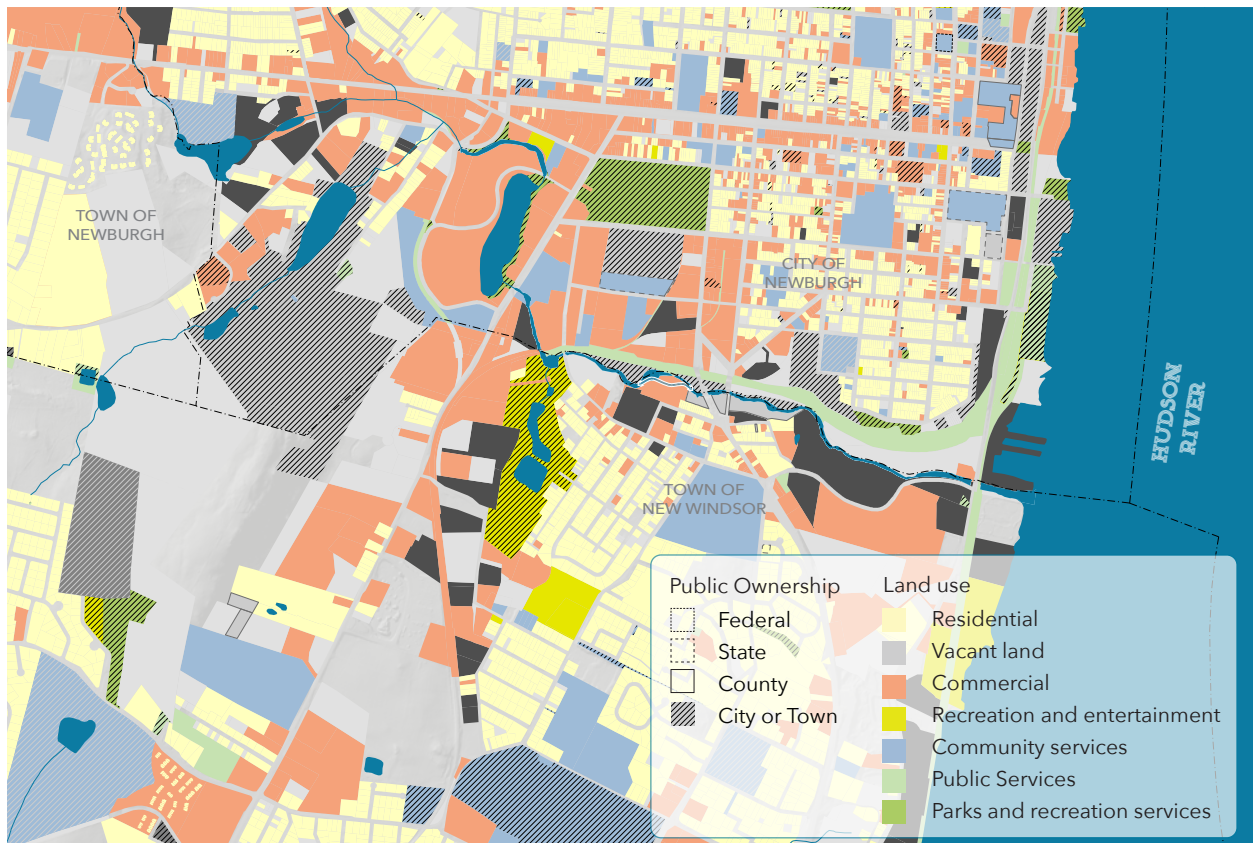 TOWN OF
NEWBURGH
CITY OF
NEWBURGH
HUDSON
RIVER
TOWN OF
NEW WINDSOR
Public Ownership
Federal
State
County
City or Town
Land use
Residential
Vacant land
Commercial
Recreation and entertainment
Community services
Public Services
Parks and recreation services